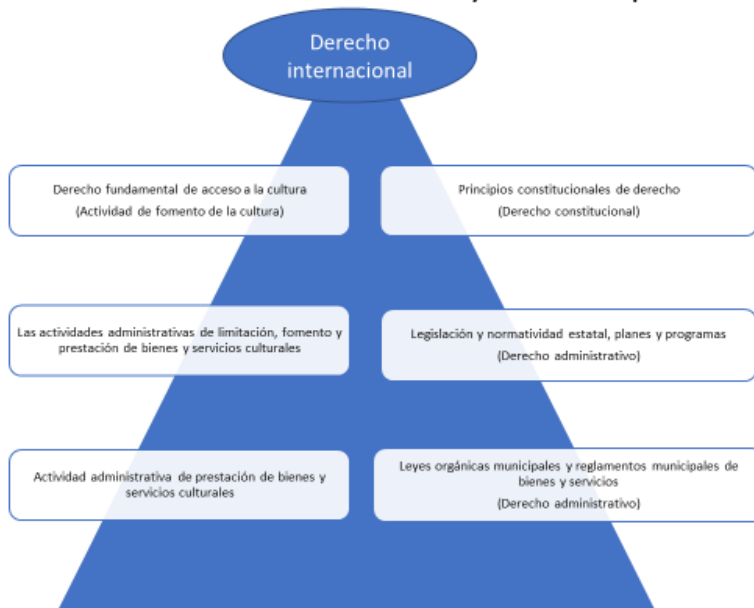 Derecho
internacional
Derecho fundamental de acceso a la cultura
(Actividad de fomento de la cultura)
Principios constitucionales de derecho
(Derecho constitucional)
Las actividades administrativas de limitación, fomento y
prestación de bienes y servicios culturales
Legislación y normatividad estatal, planes y programas
(Derecho administrativo)
Actividad administrativa de prestación de bienes y
servicios culturales
Leyes orgánicas municipales y reglamentos municipales de
bienes y servicios
(Derecho administrativo)